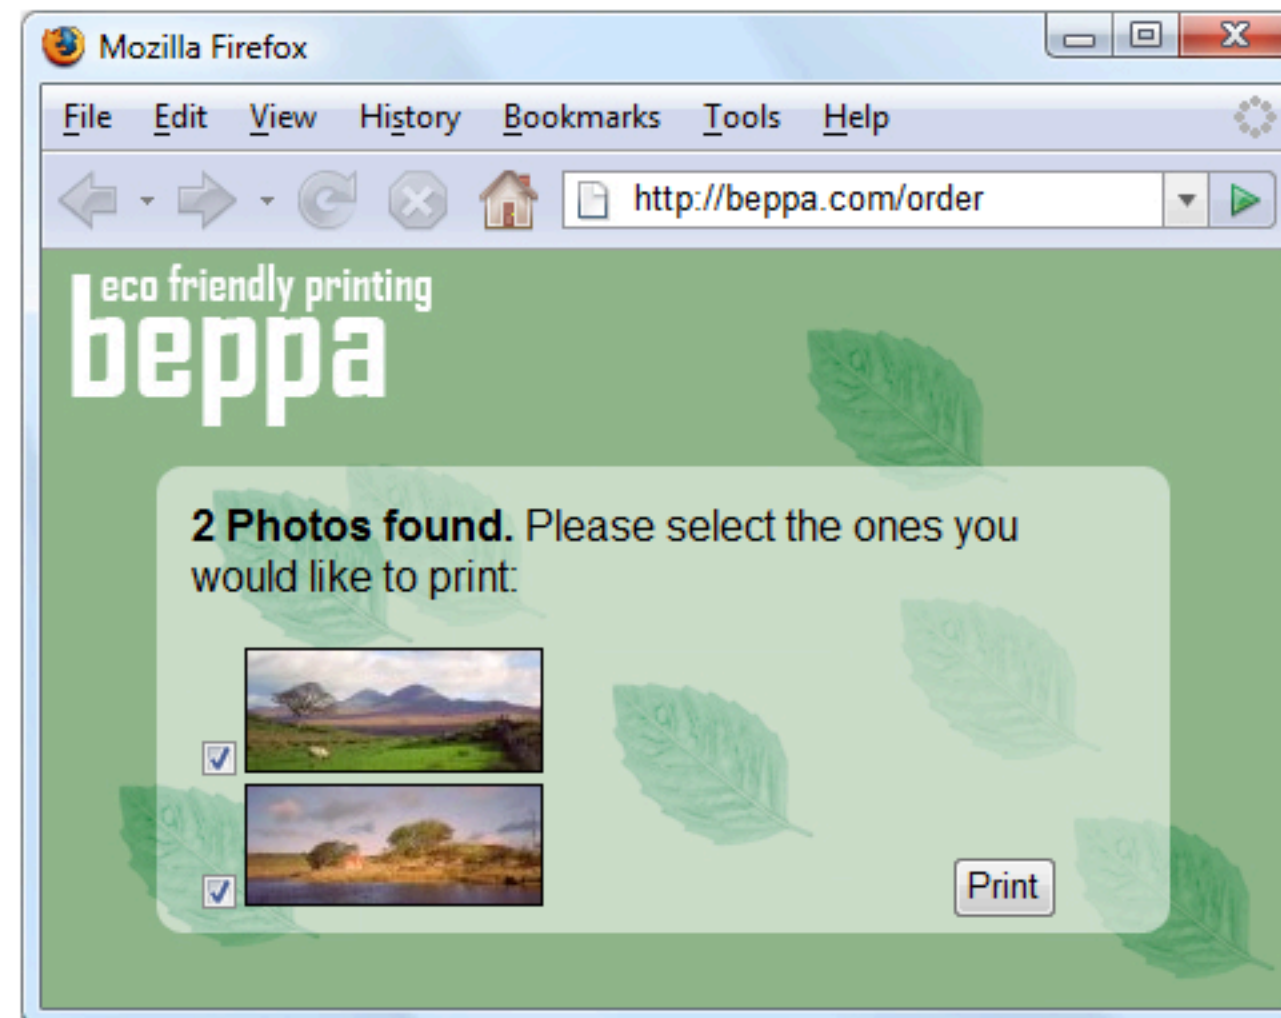 Mozilla Firefox
File Edit View History Bookmarks Tools Help
http://beppa.com/order
eco friendly printing
beppa
2 Photos found. Please select the ones you
would like to print:
Print